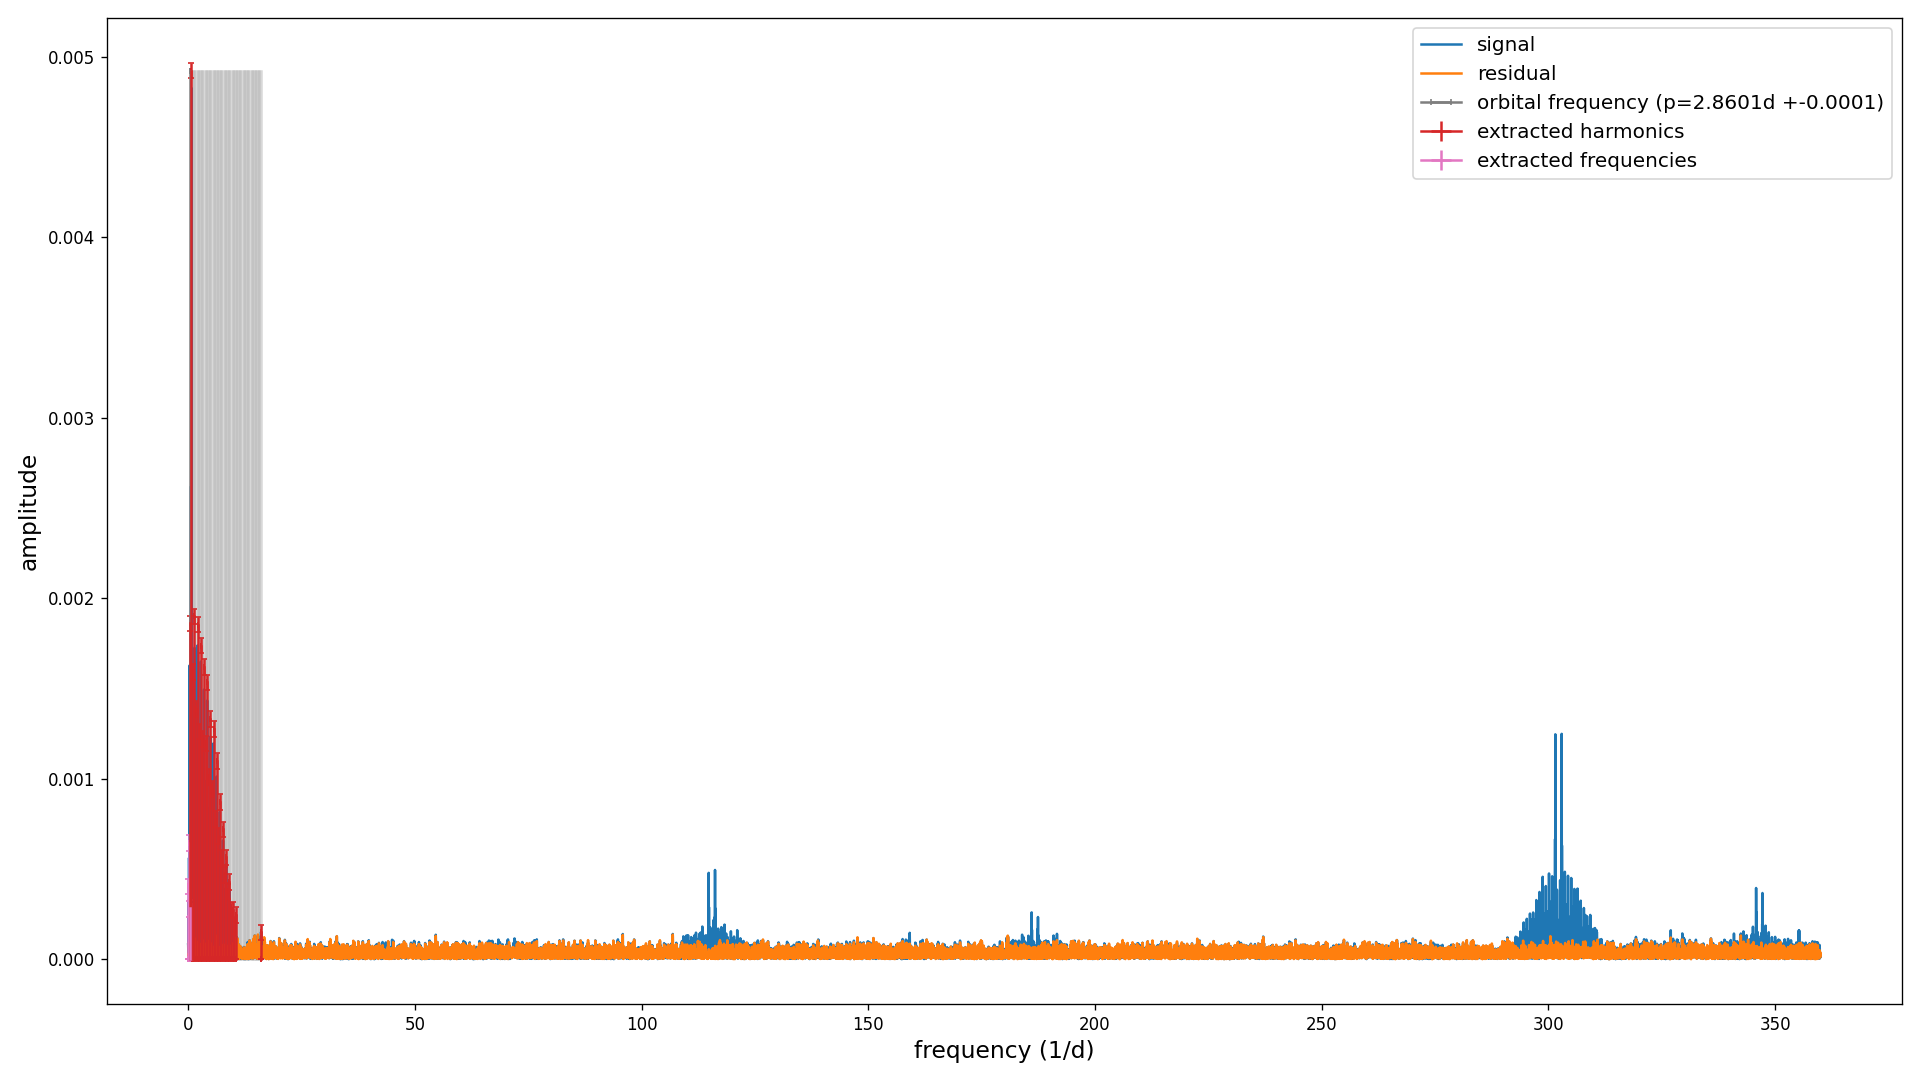 signal
residual
orbital frequency (p=2.8601d +-0.0001)
extracted harmonics
extracted frequencies
0.005
0.004
0.003
0.002
0.001
0.000
amplitude
0 50 100 150 200 250 300 350
frequency (1/d)